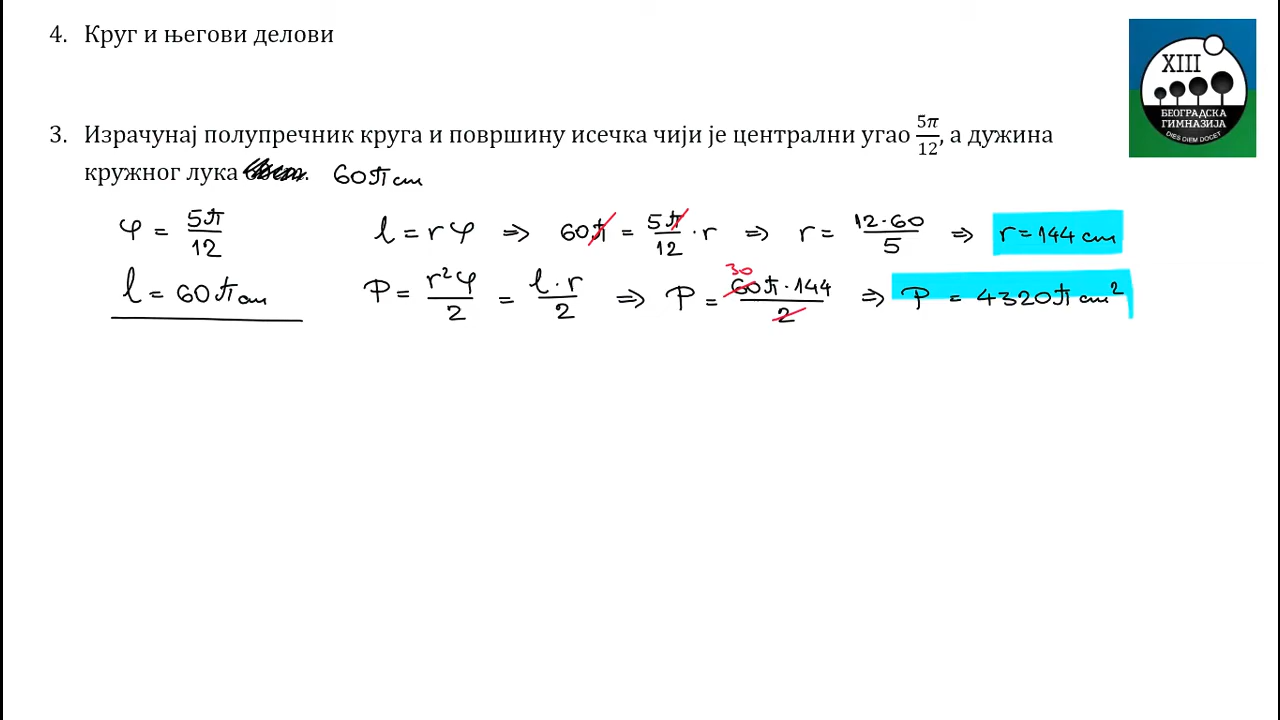 4. Круг и његови делови
XIII
БЕОГРАДСКА
ГИМНАЗИЈА
DIES DIEM DOCET
3. Израчунај полупречник круга и површину исечка чији је централни угао 5π/12, а дужина
кружног лука . 60π cm
φ = 5π/12 l = rφ ⇒ 60π = 5π/12 · r ⇒ r = 12·60/5 ⇒ r = 144 cm
l = 60π cm P = r²φ/2 = l·r/2 ⇒ P = 30 60π·144/2 ⇒ P = 4320π cm²